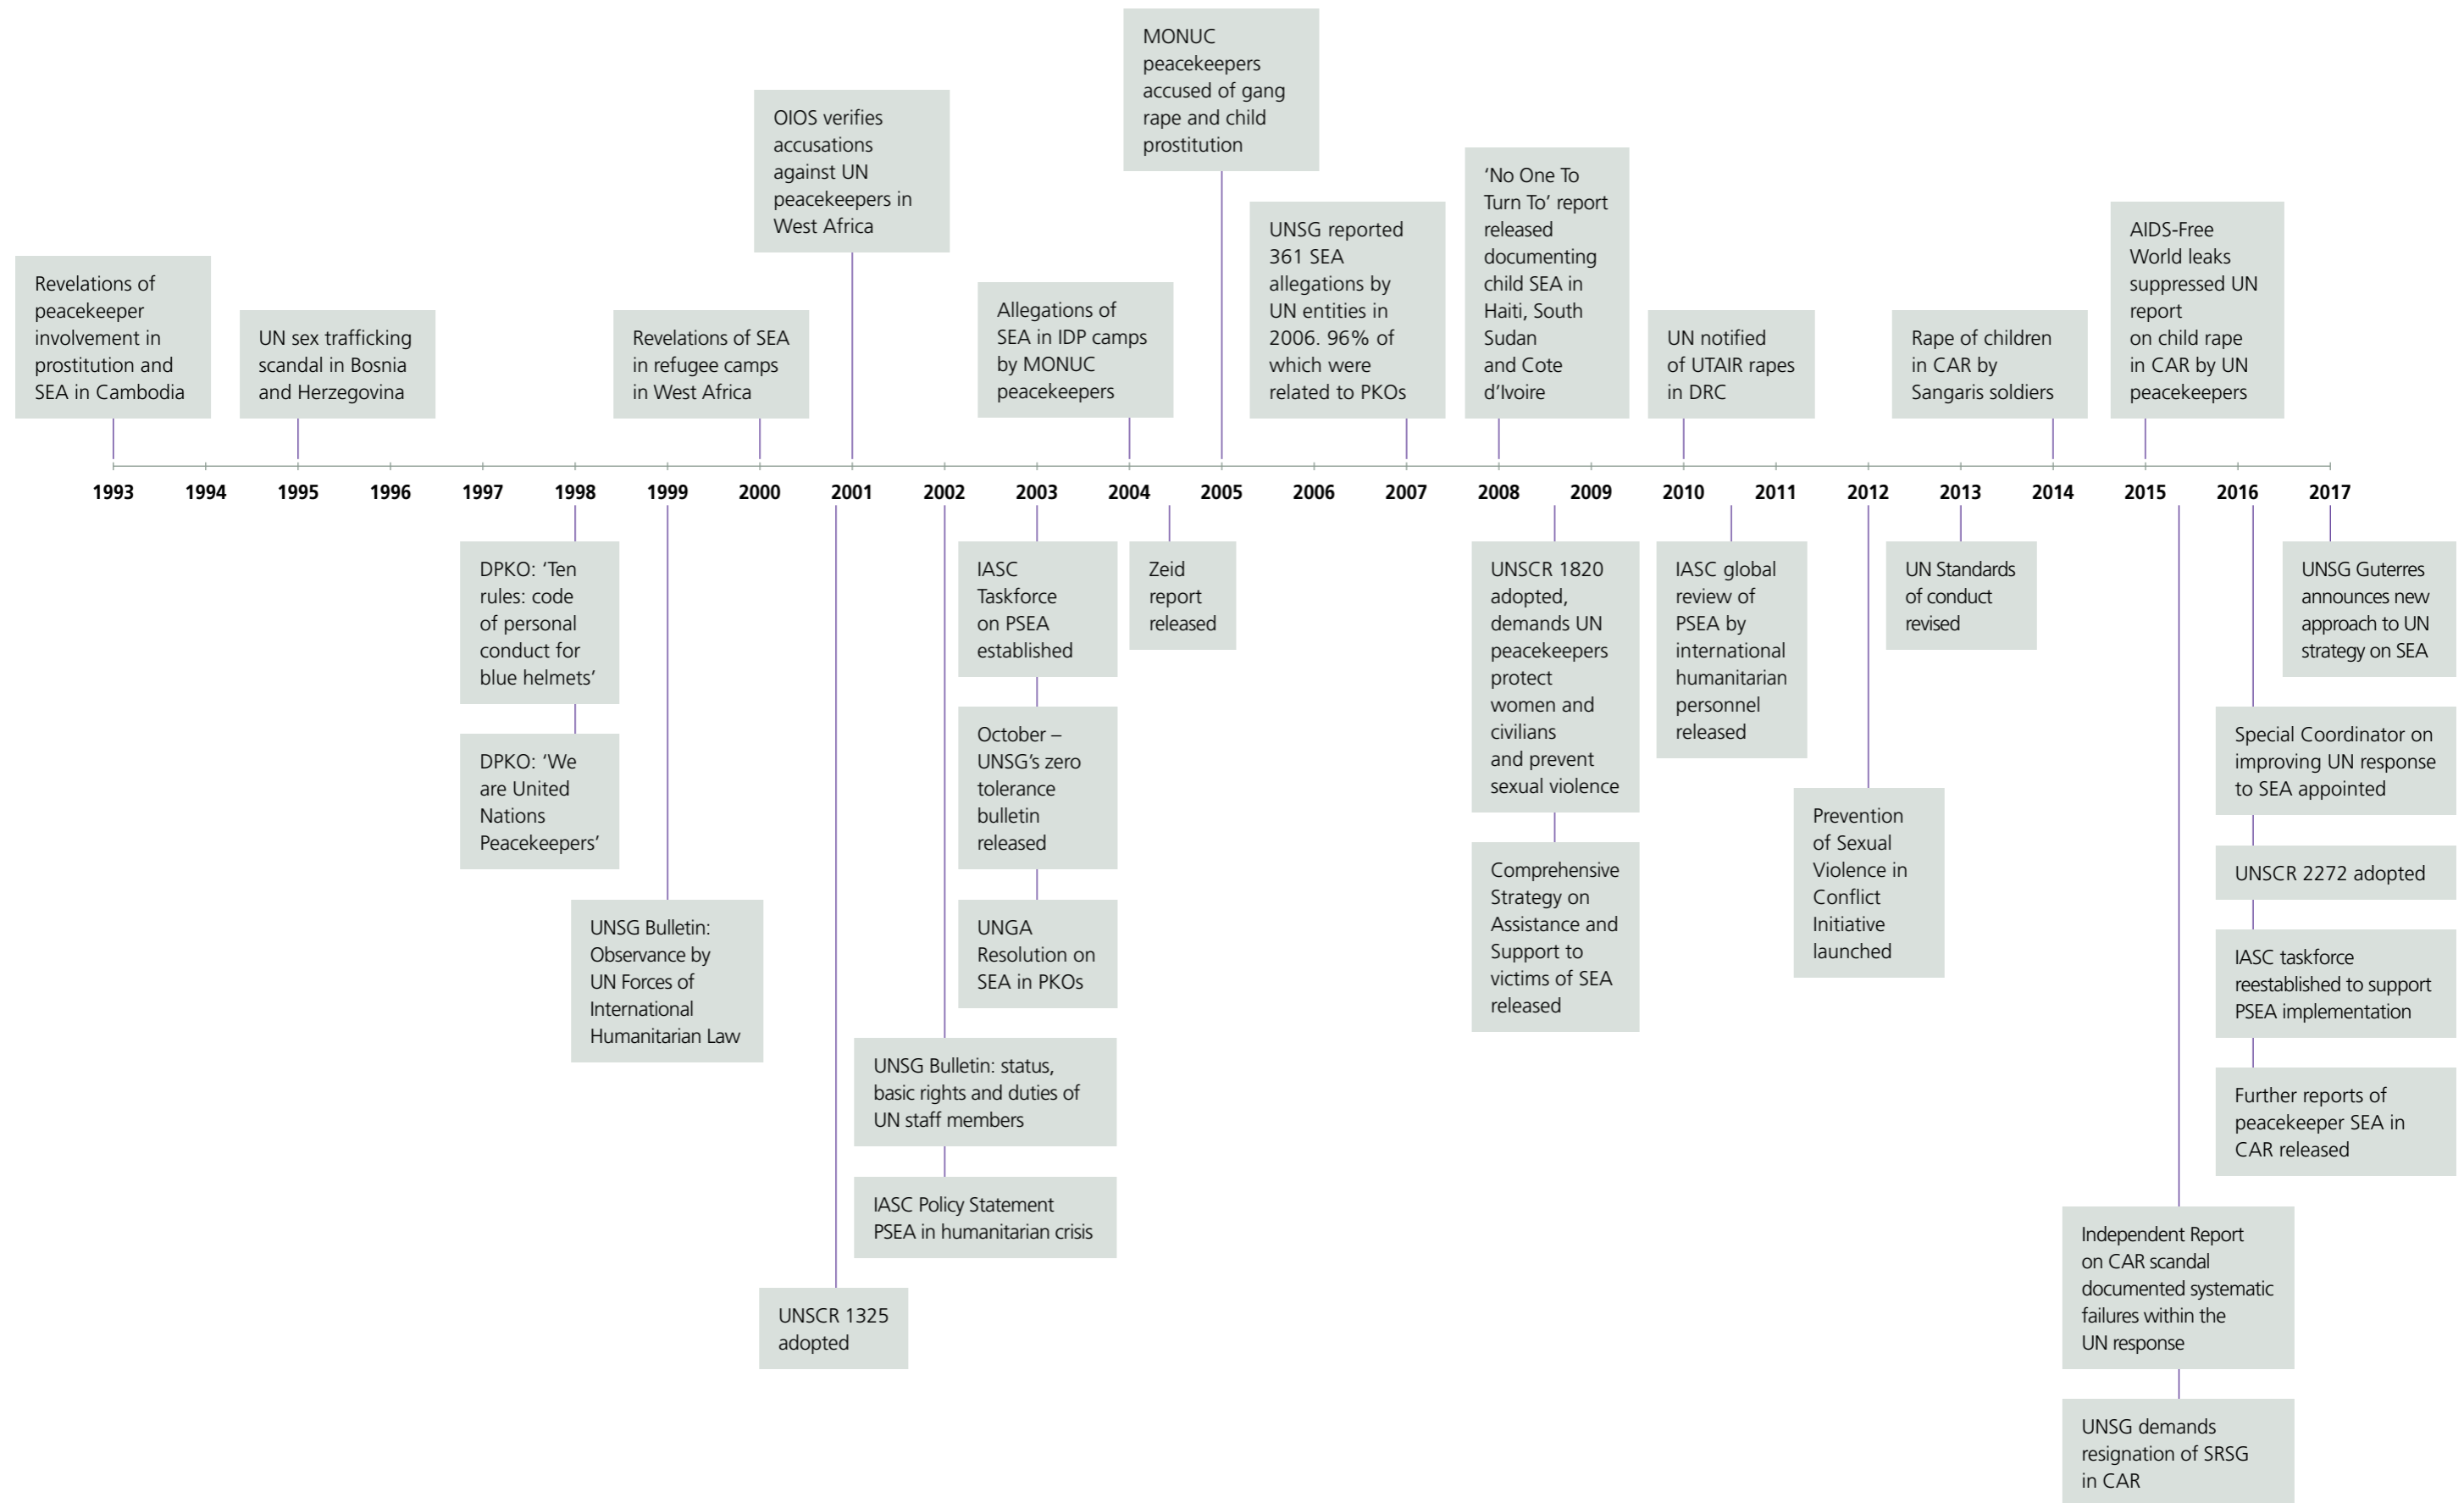 MONUC
peacekeepers
accused of gang
rape and child
prostitution
OIOS verifies
accusations
against UN
peacekeepers in
West Africa
‘No One To
Turn To’ report
released
documenting
child SEA in
Haiti, South
Sudan
and Cote
d’Ivoire
UNSG reported
361 SEA
allegations by
UN entities in
2006. 96% of
which were
related to PKOs
AIDS-Free
World leaks
suppressed UN
report
on child rape
in CAR by UN
peacekeepers
Revelations of
peacekeeper
involvement in
prostitution and
SEA in Cambodia
UN sex trafficking
scandal in Bosnia
and Herzegovina
Revelations of SEA
in refugee camps
in West Africa
Allegations of
SEA in IDP camps
by MONUC
peacekeepers
UN notified
of UTAIR rapes
in DRC
Rape of children
in CAR by
Sangaris soldiers
1993 1994 1995 1996 1997 1998 1999 2000 2001 2002 2003 2004 2005 2006 2007 2008 2009 2010 2011 2012 2013 2014 2015 2016 2017
DPKO: ‘Ten
rules: code
of personal
conduct for
blue helmets’
DPKO: ‘We
are United
Nations
Peacekeepers’
UNSG Bulletin:
Observance by
UN Forces of
International
Humanitarian Law
UNSCR 1325
adopted
IASC
Taskforce
on PSEA
established
October –
UNSG’s zero
tolerance
bulletin
released
UNGA
Resolution on
SEA in PKOs
UNSG Bulletin: status,
basic rights and duties of
UN staff members
IASC Policy Statement
PSEA in humanitarian crisis
Zeid
report
released
UNSCR 1820
adopted,
demands UN
peacekeepers
protect
women and
civilians
and prevent
sexual violence
Comprehensive
Strategy on
Assistance and
Support to
victims of SEA
released
IASC global
review of
PSEA by
international
humanitarian
personnel
released
Prevention
of Sexual
Violence in
Conflict
Initiative
launched
UN Standards
of conduct
revised
UNSG Guterres
announces new
approach to UN
strategy on SEA
Special Coordinator on
improving UN response
to SEA appointed
UNSCR 2272 adopted
IASC taskforce
reestablished to support
PSEA implementation
Further reports of
peacekeeper SEA in
CAR released
Independent Report
on CAR scandal
documented systematic
failures within the
UN response
UNSG demands
resignation of SRSG
in CAR